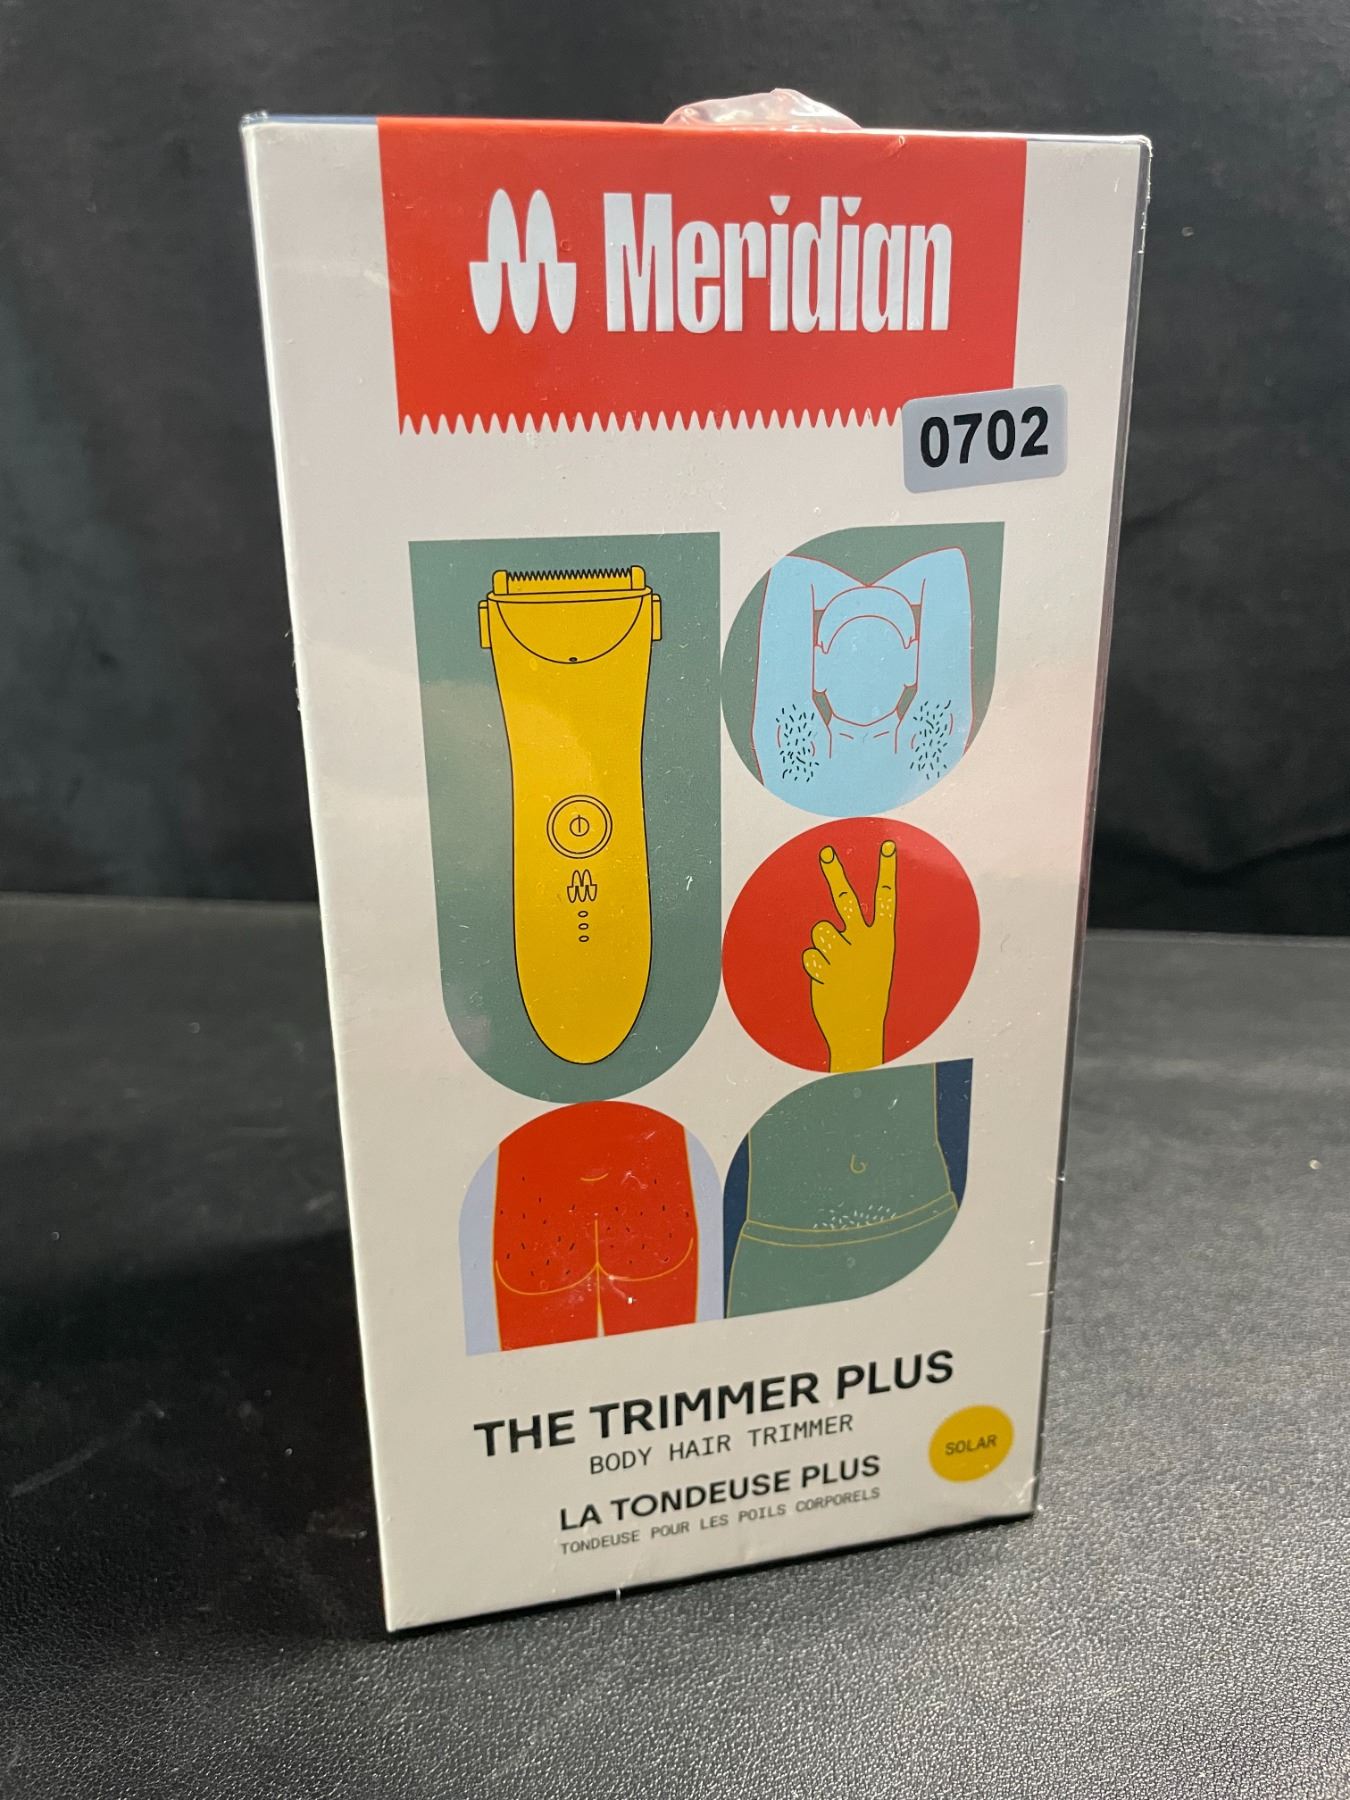 Meridian
0702
THE TRIMMER PLUS
BODY HAIR TRIMMER
SOLAR
LA TONDEUSE PLUS
TONDEUSE POUR LES POILS CORPORELS